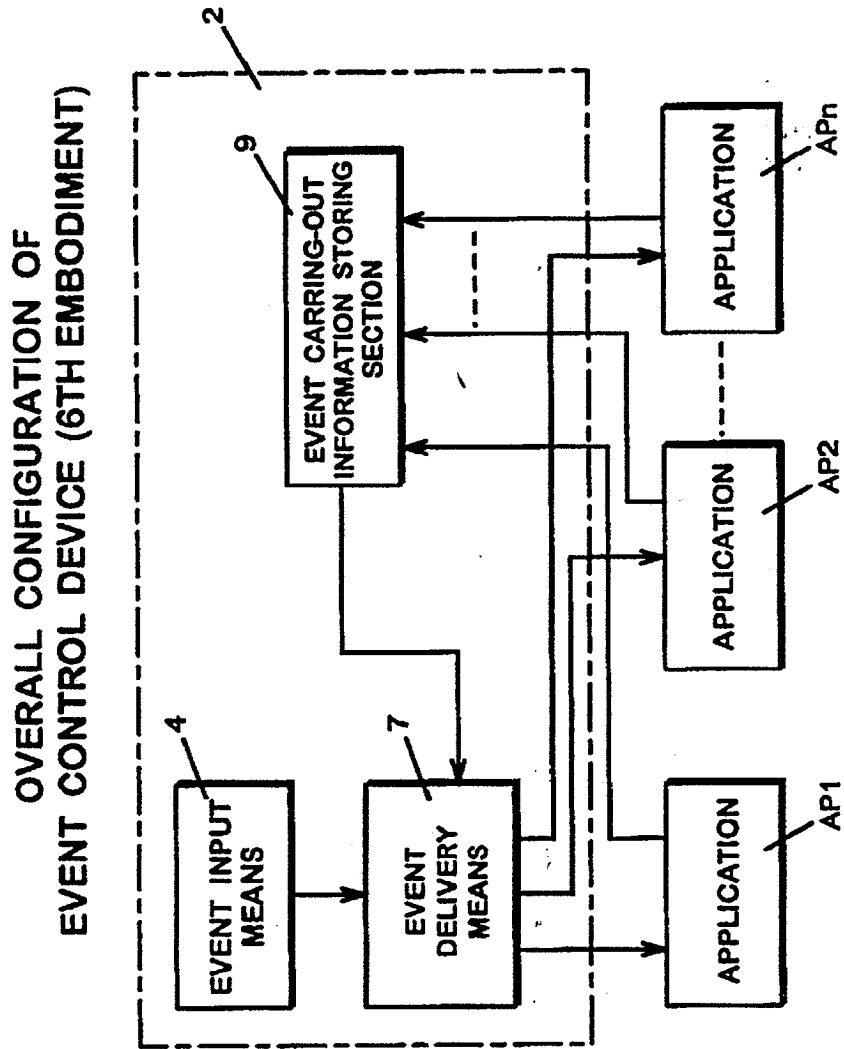 OVERALL CONFIGURATION OF
EVENT CONTROL DEVICE (6TH EMBODIMENT)
2
4
EVENT INPUT
MEANS
9
EVENT CARRING-OUT
INFORMATION STORING
SECTION
7
EVENT
DELIVERY
MEANS
APPLICATION
APPLICATION
APPLICATION
AP1
AP2
APn